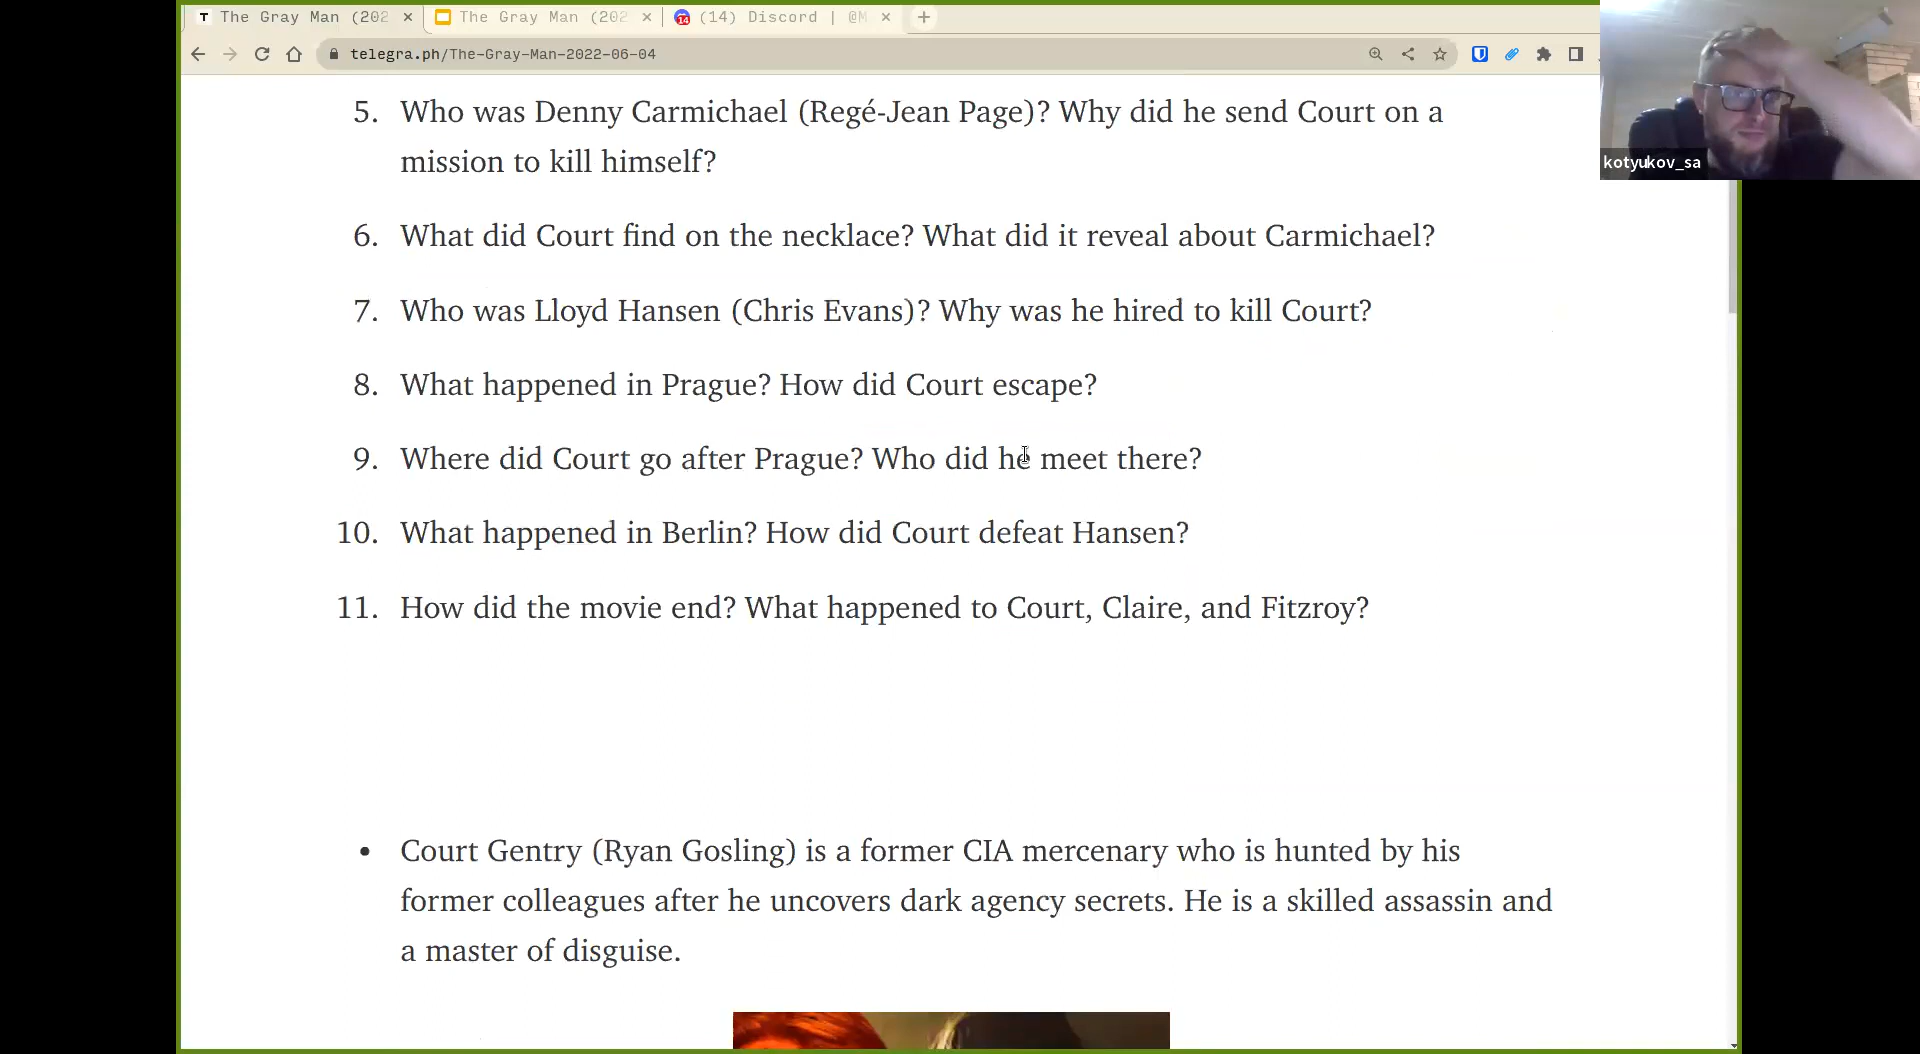 The Gray Man (202
The Gray Man (202
14
(14) Discord | @M
telegra.ph/The-Gray-Man-2022-06-04
kotyukov_sa
5. Who was Denny Carmichael (Regé-Jean Page)? Why did he send Court on a
mission to kill himself?
6. What did Court find on the necklace? What did it reveal about Carmichael?
7. Who was Lloyd Hansen (Chris Evans)? Why was he hired to kill Court?
8. What happened in Prague? How did Court escape?
9. Where did Court go after Prague? Who did he meet there?
10. What happened in Berlin? How did Court defeat Hansen?
11. How did the movie end? What happened to Court, Claire, and Fitzroy?
• Court Gentry (Ryan Gosling) is a former CIA mercenary who is hunted by his
former colleagues after he uncovers dark agency secrets. He is a skilled assassin and
a master of disguise.